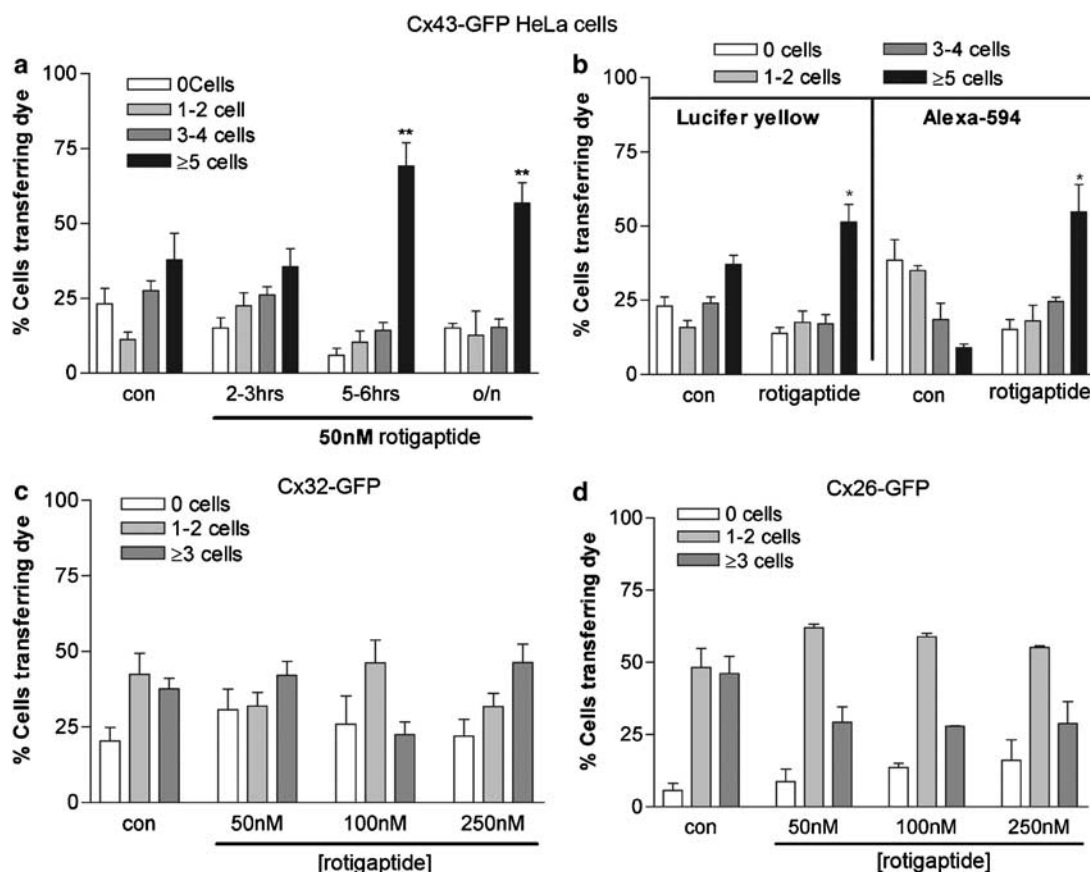 Cx43-GFP HeLa cells
a
100
75
50
25
0
% Cells transferring dye
0Cells
1-2 cell
3-4 cells
≥5 cells
**
**
con
2-3hrs
5-6hrs
o/n
50nM rotigaptide
b
0 cells
3-4 cells
1-2 cells
≥5 cells
100
75
50
25
0
% Cells transferring dye
Lucifer yellow
Alexa-594
*
*
con
rotigaptide
con
rotigaptide
c
Cx32-GFP
100
75
50
25
0
% Cells transferring dye
0 cells
1-2 cells
≥3 cells
con
50nM
100nM
250nM
[rotigaptide]
d
Cx26-GFP
100
75
50
25
0
% Cells transferring dye
0 cells
1-2 cells
≥3 cells
con
50nM
100nM
250nM
[rotigaptide]